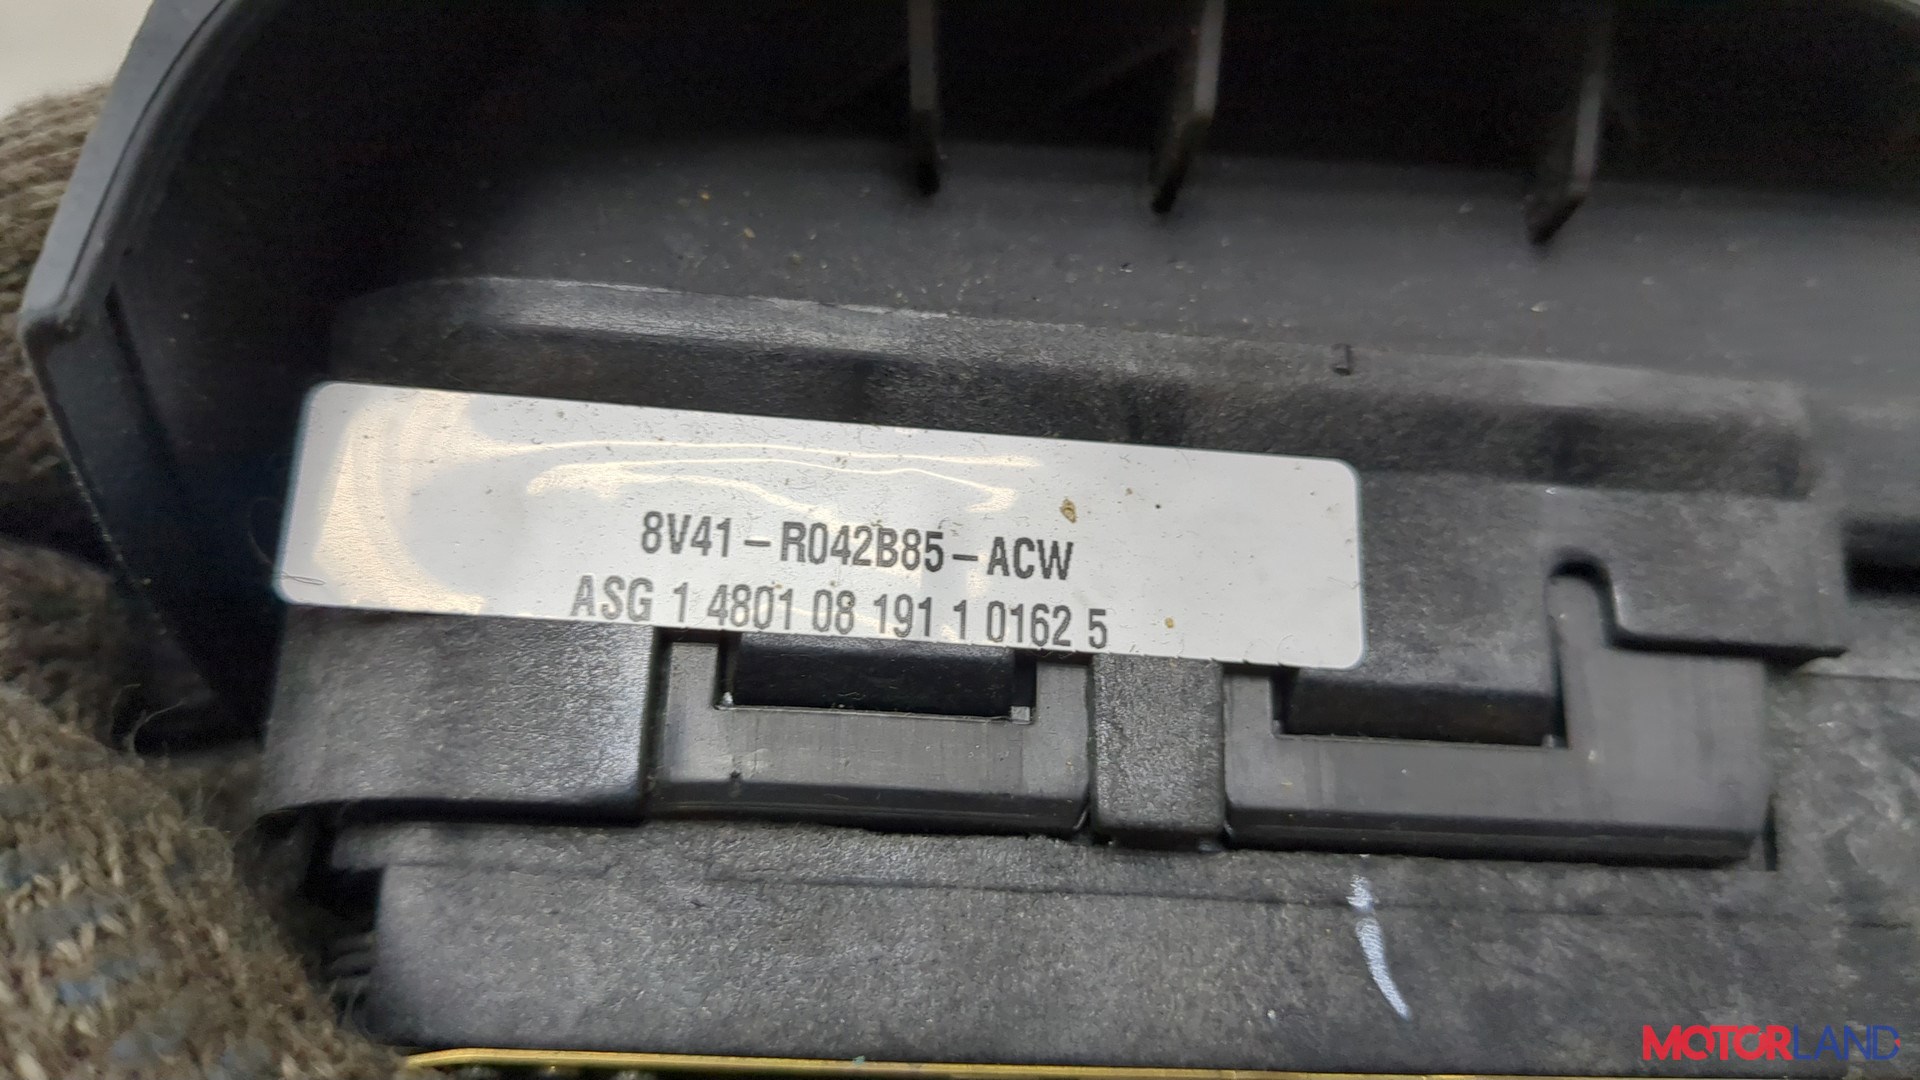 8V41-R042B85-ACW
ASG 1 4801 08 191 1 0162 5
MOTORLAND